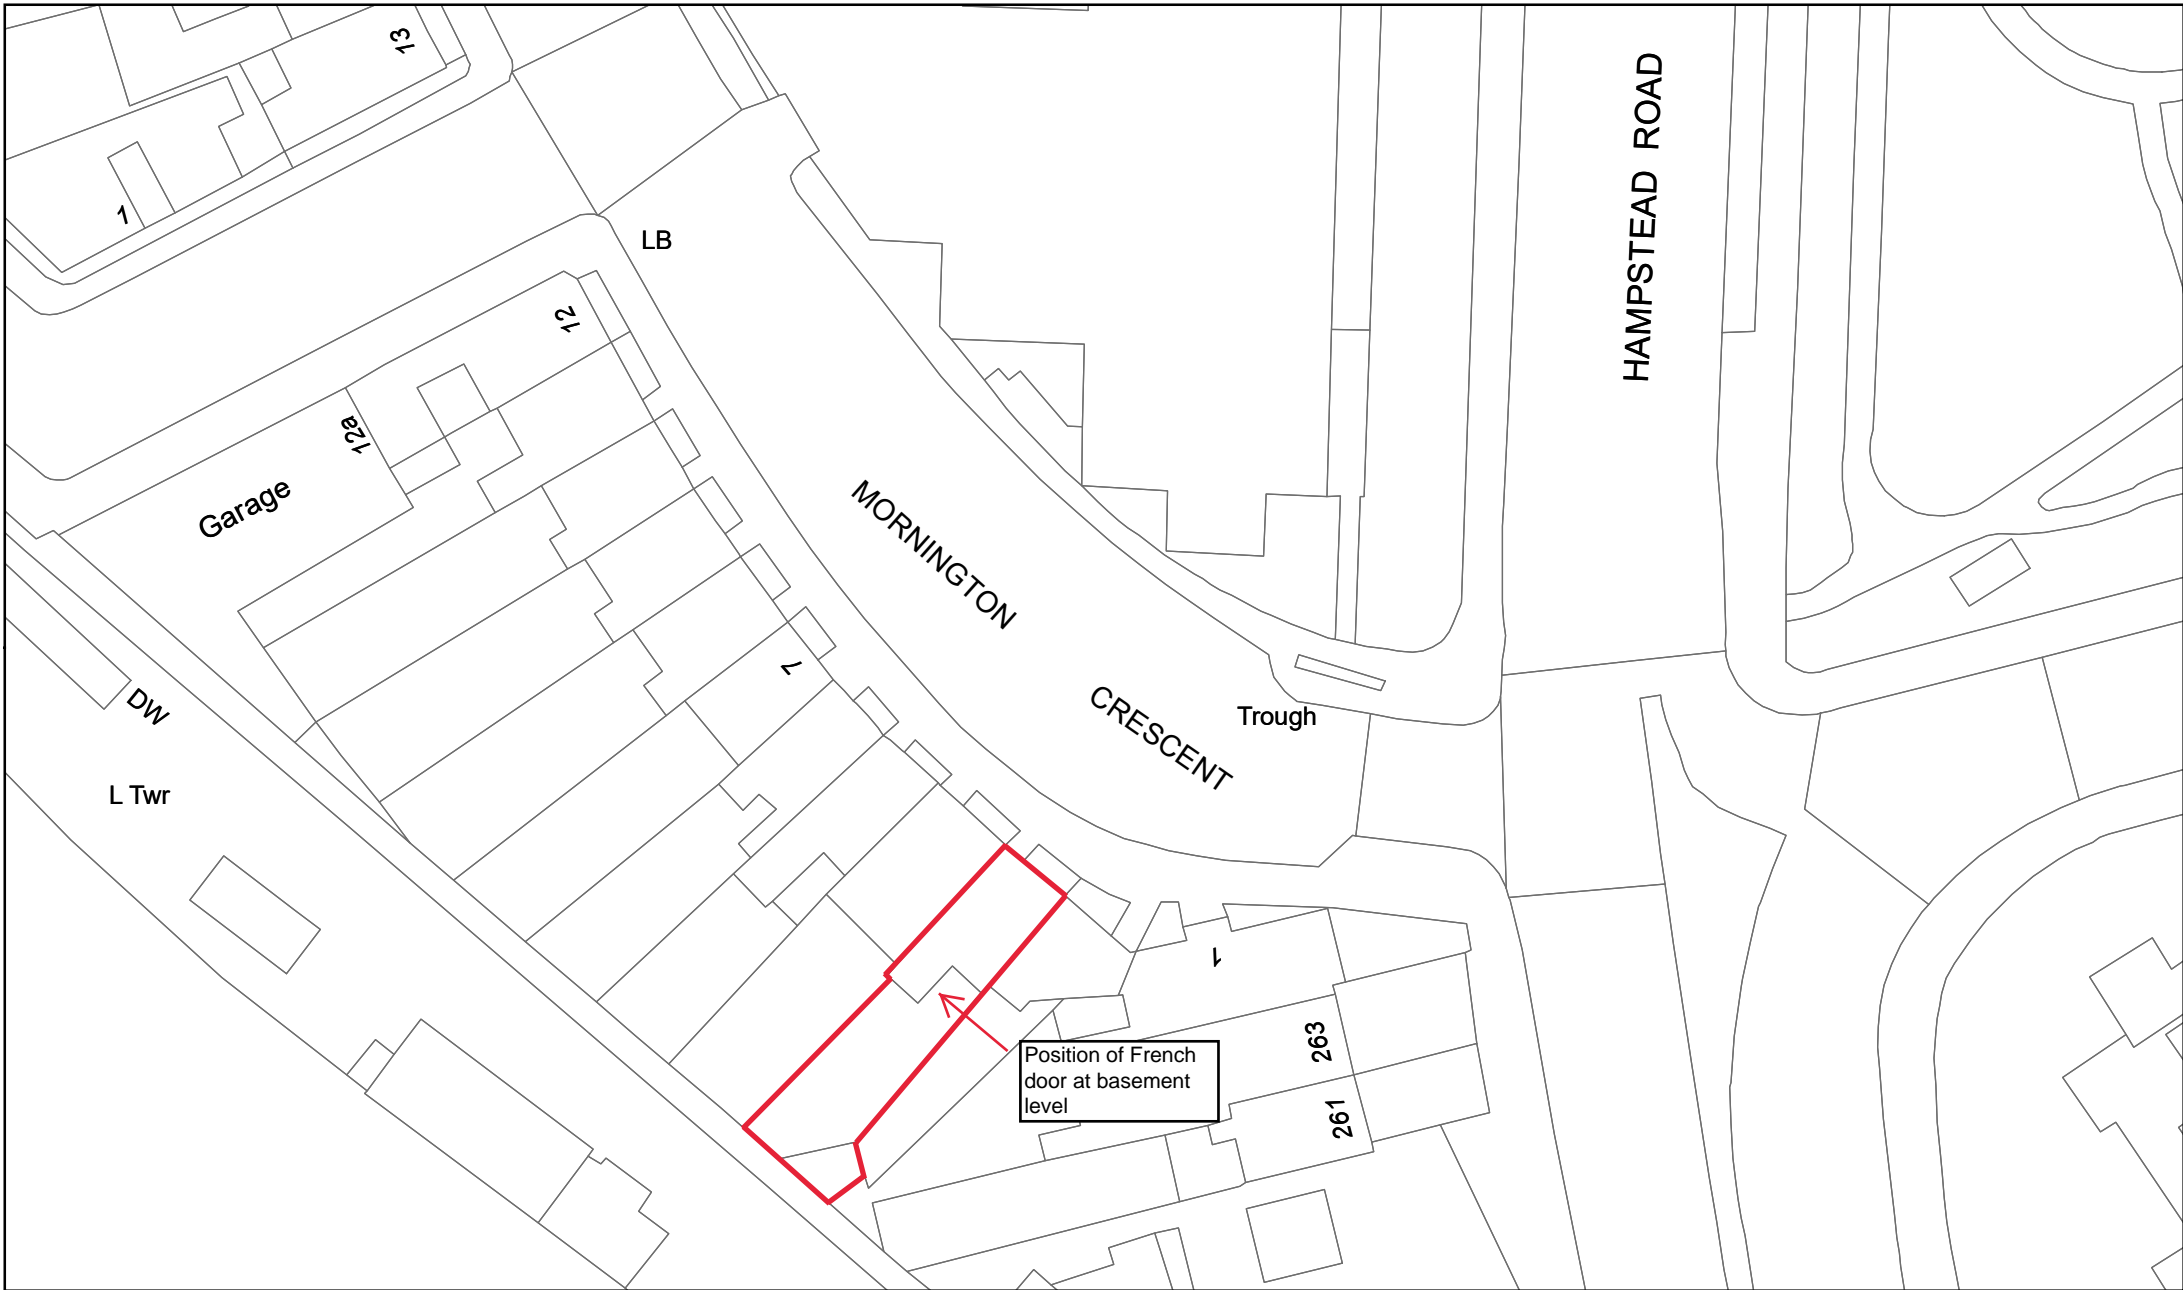 13
1
LB
HAMPSTEAD ROAD
12
12a
Garage
MORNINGTON
7
CRESCENT
Trough
DW
L Twr
1
263
261
Position of French
door at basement
level